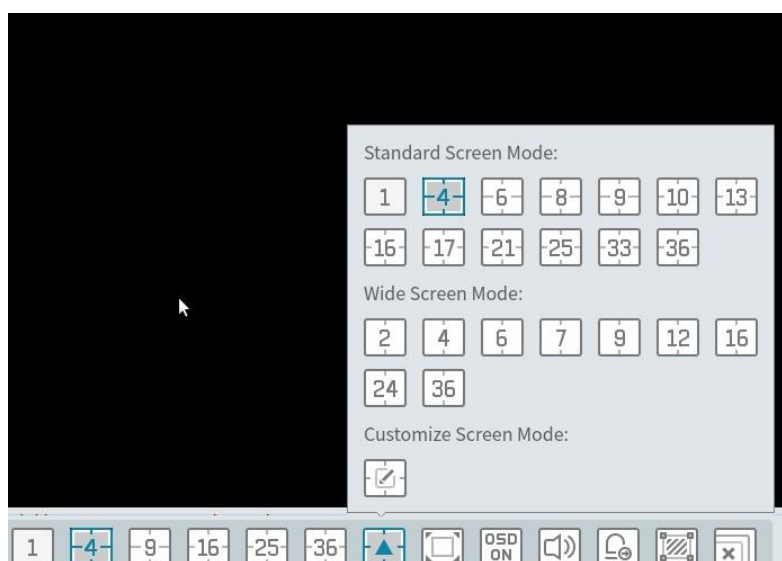 Standard Screen Mode:
1 4 6 8 9 10 13
16 17 21 25 33 36
Wide Screen Mode:
2 4 6 7 9 12 16
24 36
Customize Screen Mode:
1 4 9 16 25 36 OSD ON